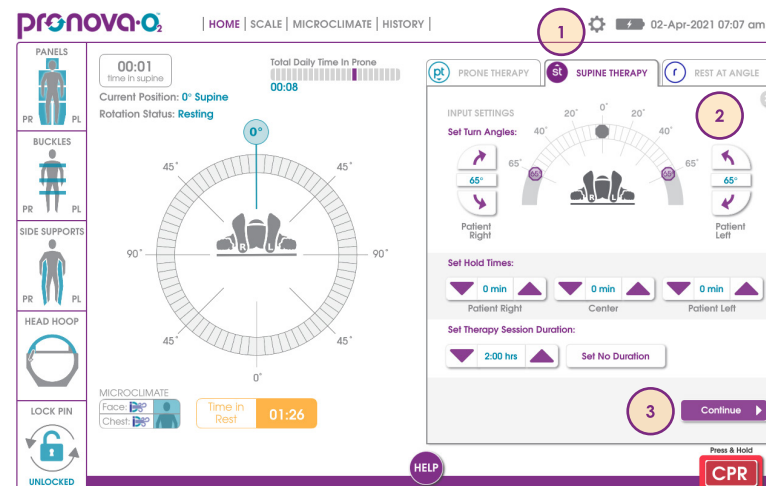 pronova·O2
HOME | SCALE | MICROCLIMATE | HISTORY |
1
02-Apr-2021 07:07 am
PANELS
PR PL
BUCKLES
PR PL
SIDE SUPPORTS
PR PL
HEAD HOOP
LOCK PIN
UNLOCKED
00:01
time in supine
Total Daily Time In Prone
00:08
Current Position: 0° Supine
Rotation Status: Resting
0°
45° 45°
90° 90°
R L
45° 45°
0°
MICROCLIMATE
Face:
Chest:
Time in
Rest
01:26
pt PRONE THERAPY
st SUPINE THERAPY
r REST AT ANGLE
INPUT SETTINGS
2
Set Turn Angles:
0°
20° 20°
40° 40°
65° 65°
65° 65°
R L
65°
Patient
Right
65°
Patient
Left
Set Hold Times:
0 min 0 min 0 min
Patient Right Center Patient Left
Set Therapy Session Duration:
2:00 hrs
Set No Duration
3
Continue
HELP
Press & Hold
CPR